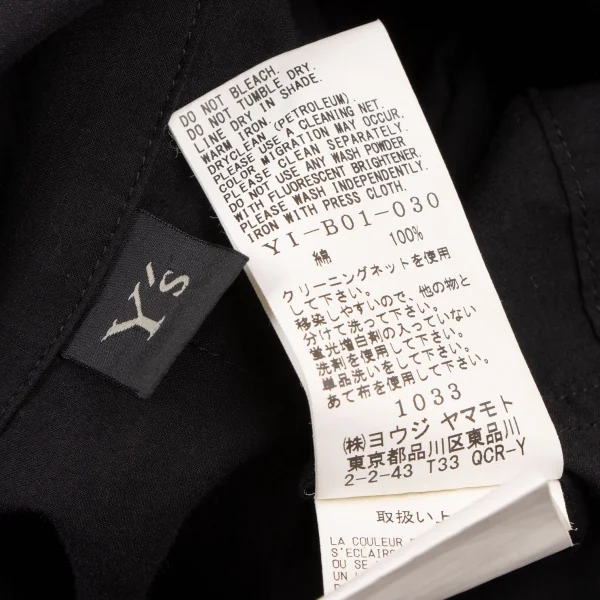 DO NOT BLEACH.
DO NOT TUMBLE DRY.
LINE DRY IN SHADE.
WARM IRON.
DRYCLEAN. (PETROLEUM)
PLEASE USE A CLEANING NET.
COLOR MIGRATION MAY OCCUR.
PLEASE CLEAN SEPARATELY.
DO NOT USE ANY WASH POWDER
WITH FLUORESCENT BRIGHTENER.
PLEASE WASH INDEPENDENTLY.
IRON WITH PRESS CLOTH.
YI-B01-030
綿 100%
クリーニングネットを使用
して下さい。
移染しやすいので、他の物と
分けて洗って下さい。
蛍光増白剤の入っていない
洗剤を使用して下さい。
単品洗いをして下さい。
あて布を使用して下さい。
1033
(株)ヨウジ ヤマモト
東京都品川区東品川
2-2-43 T33 QCR-Y
Y's
取扱い上
LA COULEUR
S'ECLAIRC
OU SE
UN